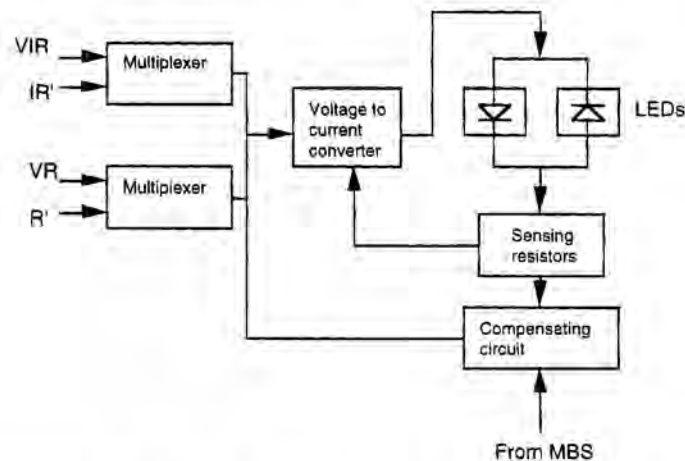 VIR
IR'
Multiplexer
VR
R'
Multiplexer
Voltage to
current
converter
LEDs
Sensing
resistors
Compensating
circuit
From MBS